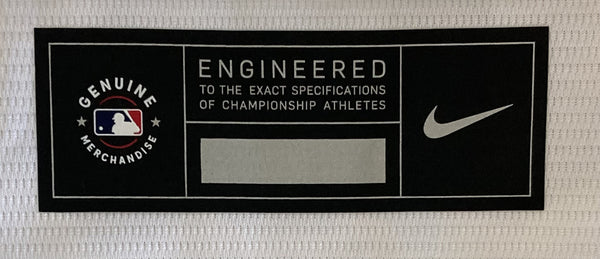 GENUINE
MERCHANDISE
ENGINEERED
TO THE EXACT SPECIFICATIONS
OF CHAMPIONSHIP ATHLETES